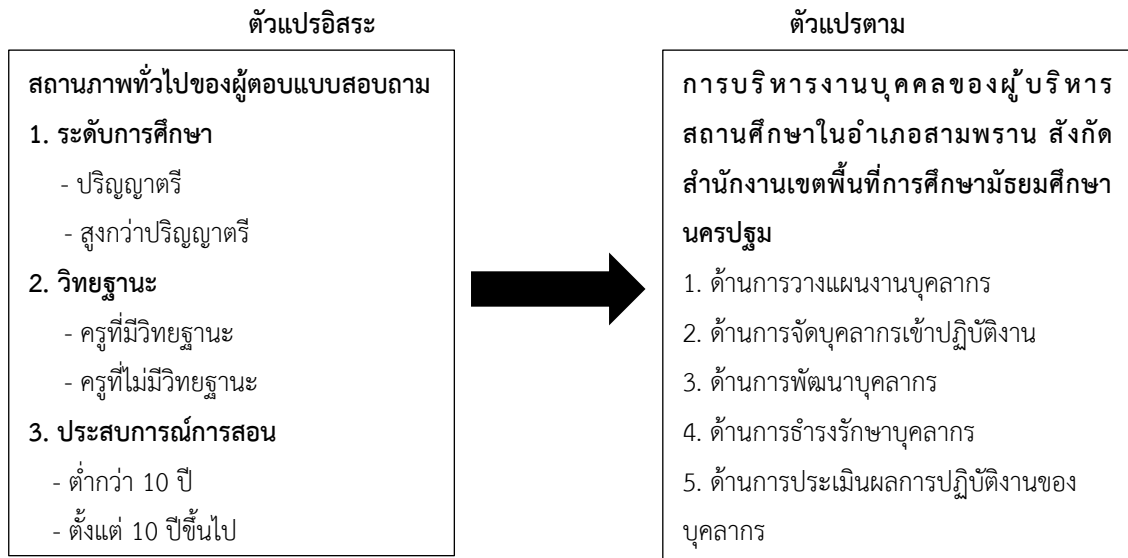 ตัวแปรอิสระ
สถานภาพทั่วไปของผู้ตอบแบบสอบถาม
1. ระดับการศึกษา
- ปริญญาตรี
- สูงกว่าปริญญาตรี
2. วิทยฐานะ
- ครูที่มีวิทยฐานะ
- ครูที่ไม่มีวิทยฐานะ
3. ประสบการณ์การสอน
- ต่ำกว่า 10 ปี
- ตั้งแต่ 10 ปีขึ้นไป
ตัวแปรตาม
การบริหารงานบุคคลของผู้บริหาร
สถานศึกษาในอำเภอสามพราน สังกัด
สำนักงานเขตพื้นที่การศึกษามัธยมศึกษา
นครปฐม
1. ด้านการวางแผนงานบุคลากร
2. ด้านการจัดบุคลากรเข้าปฏิบัติงาน
3. ด้านการพัฒนาบุคลากร
4. ด้านการธำรงรักษาบุคลากร
5. ด้านการประเมินผลการปฏิบัติงานของ
บุคลากร